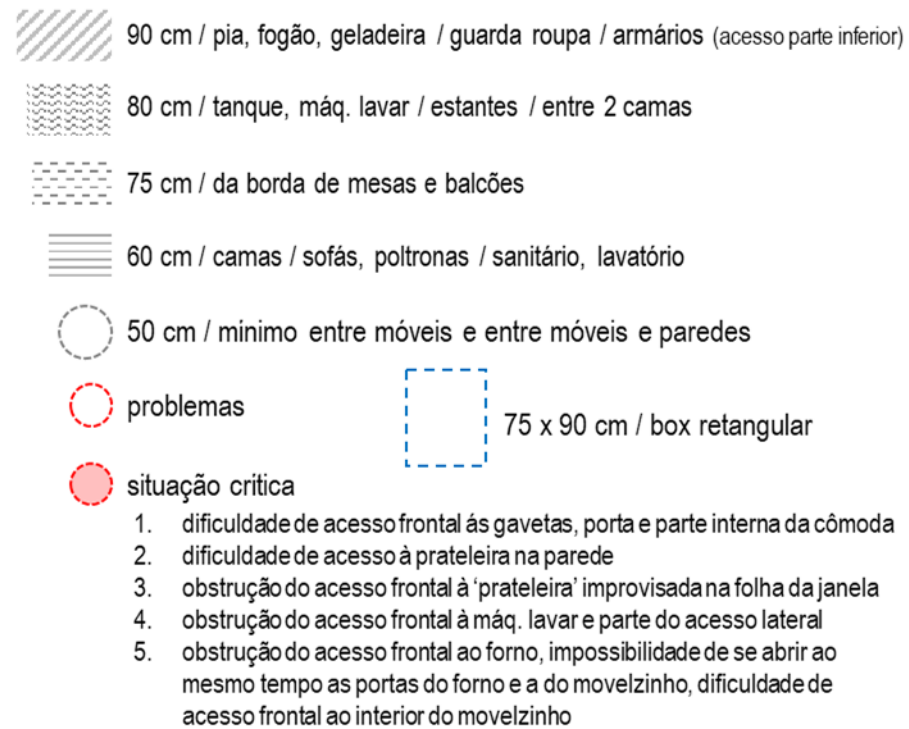 90 cm / pia, fogão, geladeira / guarda roupa / armários (acesso parte inferior)
80 cm / tanque, máq. lavar / estantes / entre 2 camas
75 cm / da borda de mesas e balcões
60 cm / camas / sofás, poltronas / sanitário, lavatório
50 cm / mínimo entre móveis e entre móveis e paredes
problemas
75 x 90 cm / box retangular
situação crítica
1. dificuldade de acesso frontal ás gavetas, porta e parte interna da cômoda
2. dificuldade de acesso à prateleira na parede
3. obstrução do acesso frontal à 'prateleira' improvisada na folha da janela
4. obstrução do acesso frontal à máq. lavar e parte do acesso lateral
5. obstrução do acesso frontal ao forno, impossibilidade de se abrir ao
mesmo tempo as portas do forno e a do movelzinho, dificuldade de
acesso frontal ao interior do movelzinho